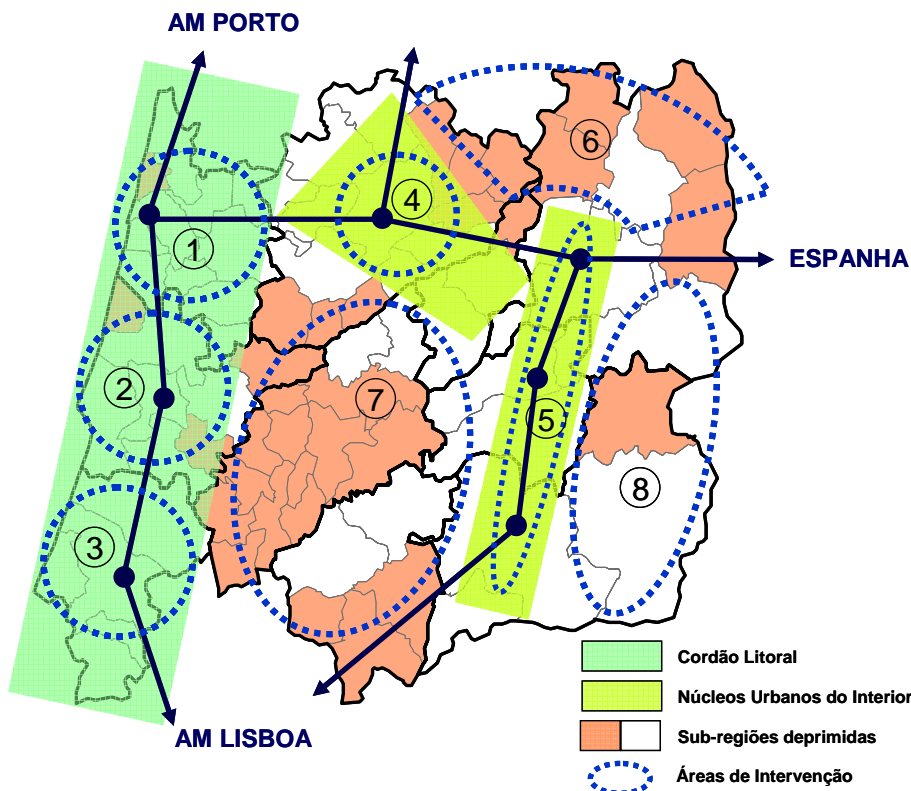 AM PORTO
6
4
1
ESPANHA
2
7
5
8
3
Cordão Litoral
Núcleos Urbanos do Interior
AM LISBOA
Sub-regiões deprimidas
Áreas de Intervenção